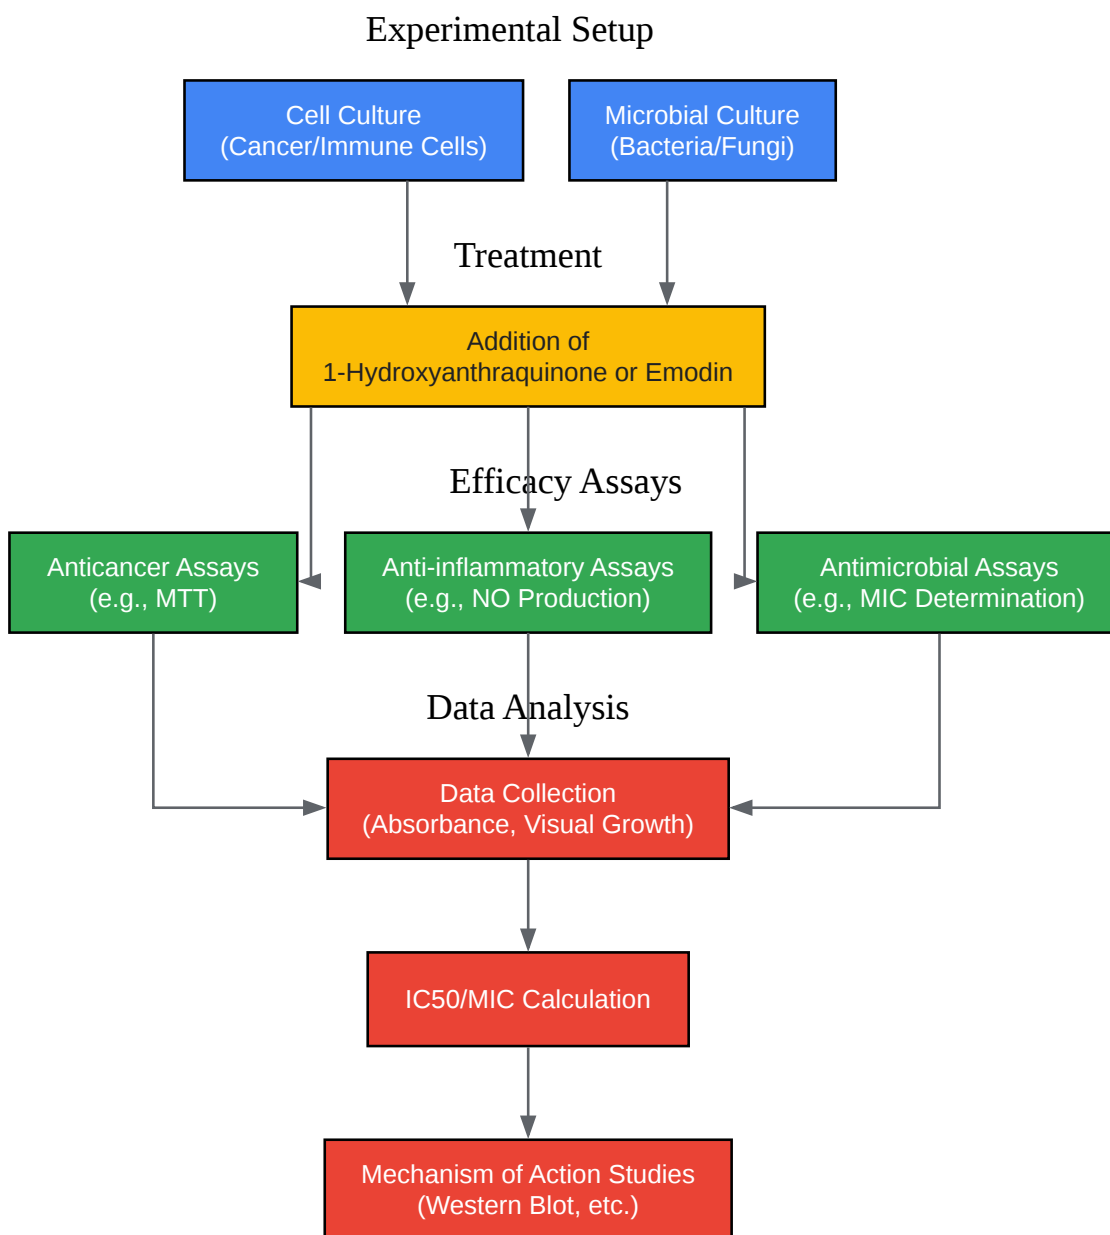 Experimental Setup
Cell Culture
(Cancer/Immune Cells)
Microbial Culture
(Bacteria/Fungi)
Treatment
Addition of
1-Hydroxyanthraquinone or Emodin
Efficacy Assays
Anticancer Assays
(e.g., MTT)
Anti-inflammatory Assays
(e.g., NO Production)
Antimicrobial Assays
(e.g., MIC Determination)
Data Analysis
Data Collection
(Absorbance, Visual Growth)
IC50/MIC Calculation
Mechanism of Action Studies
(Western Blot, etc.)